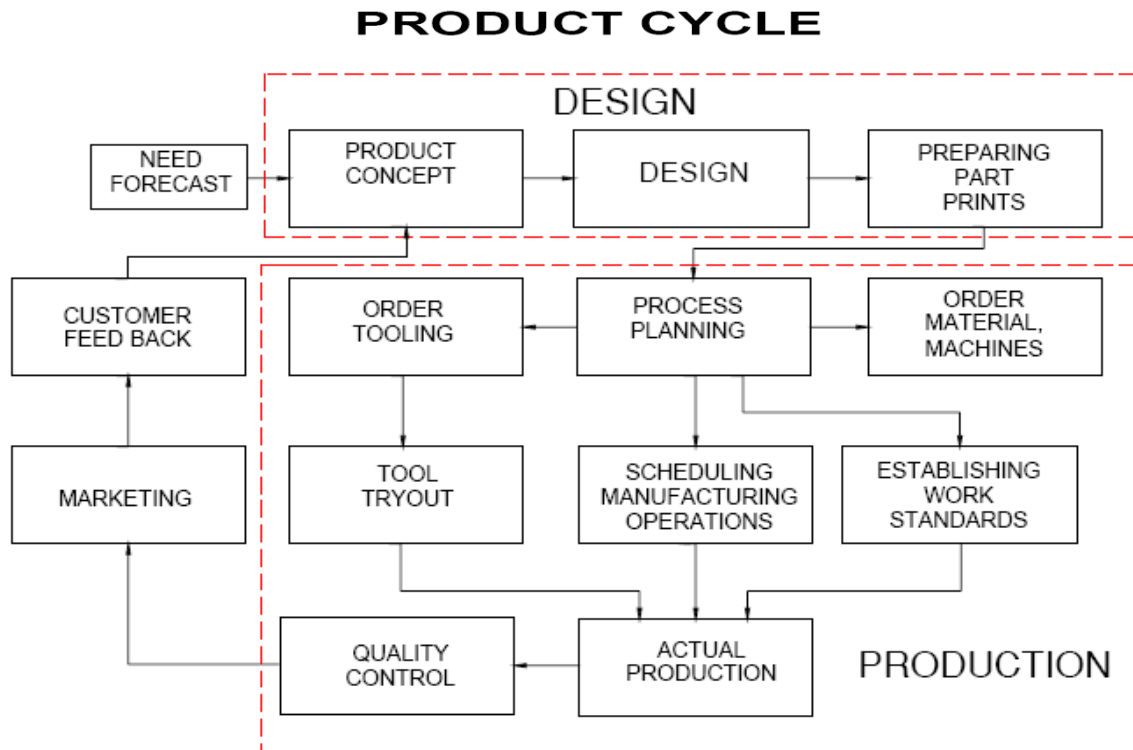 PRODUCT CYCLE
DESIGN
NEED
FORECAST
PRODUCT
CONCEPT
DESIGN
PREPARING
PART
PRINTS
CUSTOMER
FEED BACK
ORDER
TOOLING
PROCESS
PLANNING
ORDER
MATERIAL,
MACHINES
MARKETING
TOOL
TRYOUT
SCHEDULING
MANUFACTURING
OPERATIONS
ESTABLISHING
WORK
STANDARDS
QUALITY
CONTROL
ACTUAL
PRODUCTION
PRODUCTION